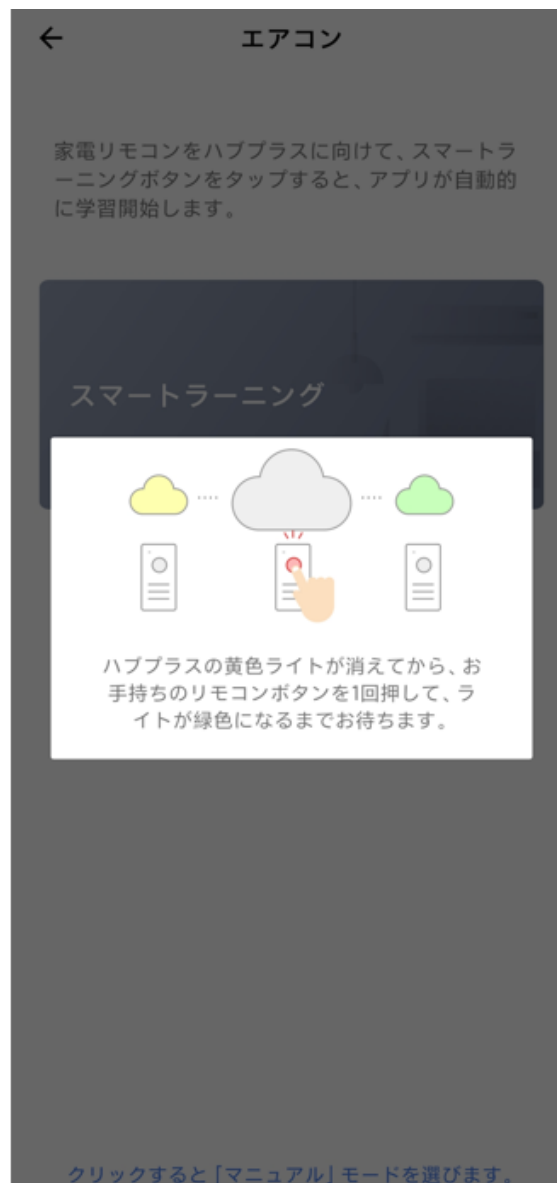 エアコン
家電リモコンをハブプラスに向けて、スマートラ
ーニングボタンをタップすると、アプリが自動的
に学習開始します。
スマートラーニング
ハブプラスの黄色ライトが消えてから、お
手持ちのリモコンボタンを1回押して、ラ
イトが緑色になるまでお待ちます。
クリックすると「マニュアル」モードを選びます。